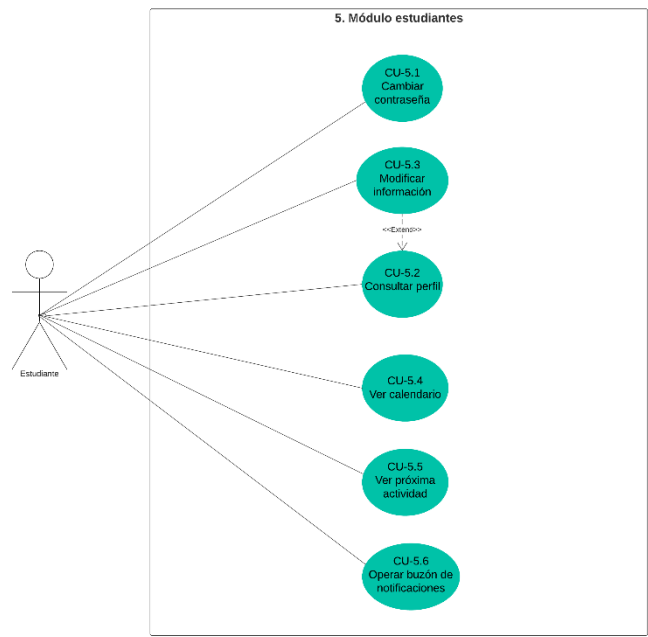 5. Módulo estudiantes
CU-5.1
Cambiar
contraseña
CU-5.3
Modificar
información
<<Extend>>
CU-5.2
Consultar perfil
Estudiante
CU-5.4
Ver calendario
CU-5.5
Ver próxima
actividad
CU-5.6
Operar buzón de
notificaciones